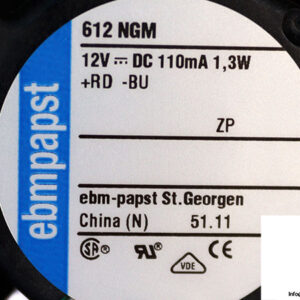 ebmpapst
612 NGM
12V ⎓ DC 110mA 1,3W
+RD -BU
ZP
ebm-papst St.Georgen
China (N) 51.11
VDE
CE